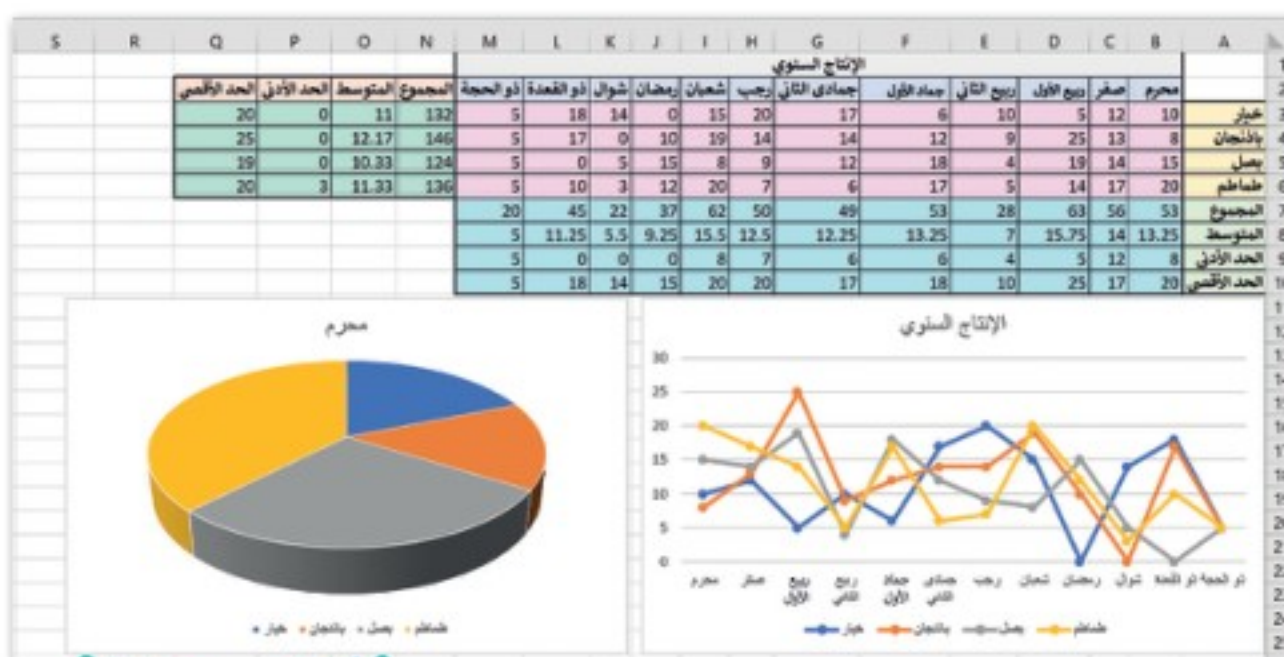 A B C D E F G H I J K L M N O P Q R S
1 الإنتاج السنوي
2 محرم صفر ربيع الأول ربيع الثاني جماد الأول جمادى الثاني رجب شعبان رمضان شوال ذو القعدة ذو الحجة المجموع المتوسط الحد الأدنى الحد الأقصى
3 خيار 10 12 5 10 6 17 20 15 0 14 18 5 132 11 0 20
4 باذنجان 8 13 25 9 12 14 14 19 10 0 17 5 146 12.17 0 25
5 بصل 15 14 19 4 18 12 9 8 15 5 0 5 124 10.33 0 19
6 طماطم 20 17 14 5 17 6 7 20 12 3 10 5 136 11.33 3 20
7 المجموع 53 56 63 28 53 49 50 62 37 22 45 20
8 المتوسط 13.25 14 15.75 7 13.25 12.25 12.5 15.5 9.25 5.5 11.25 5
9 الحد الأدنى 8 12 5 4 6 6 7 8 0 0 0 5
10 الحد الأقصى 20 17 25 10 18 17 20 20 15 14 18 5
الإنتاج السنوي
30
25
20
15
10
5
0
محرم صفر ربيع الأول ربيع الثاني جماد الأول جمادى الثاني رجب شعبان رمضان شوال ذو القعدة ذو الحجة
خيار باذنجان بصل طماطم
محرم
خيار باذنجان بصل طماطم